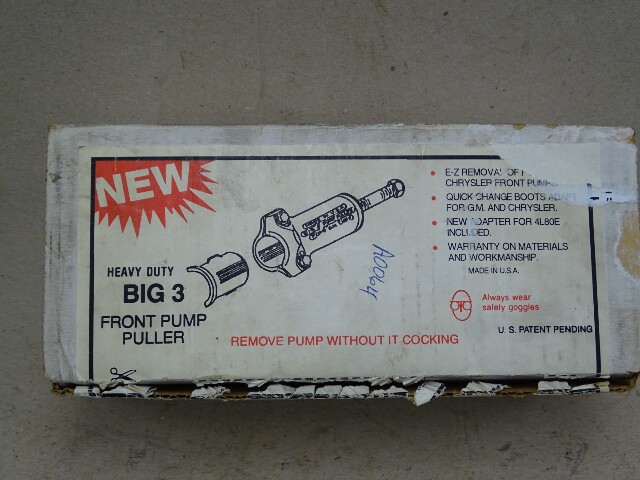 NEW
HEAVY DUTY
BIG 3
FRONT PUMP
PULLER
REMOVE PUMP WITHOUT IT COCKING
A0064
• E-Z REMOVAL OF
CHRYSLER FRONT PUMPS
• QUICK CHANGE BOOTS ADAPT
FOR G.M. AND CHRYSLER.
• NEW ADAPTER FOR 4L80E
INCLUDED.
• WARRANTY ON MATERIALS
AND WORKMANSHIP.
MADE IN U.S.A.
Always wear
safety goggles
U.S. PATENT PENDING